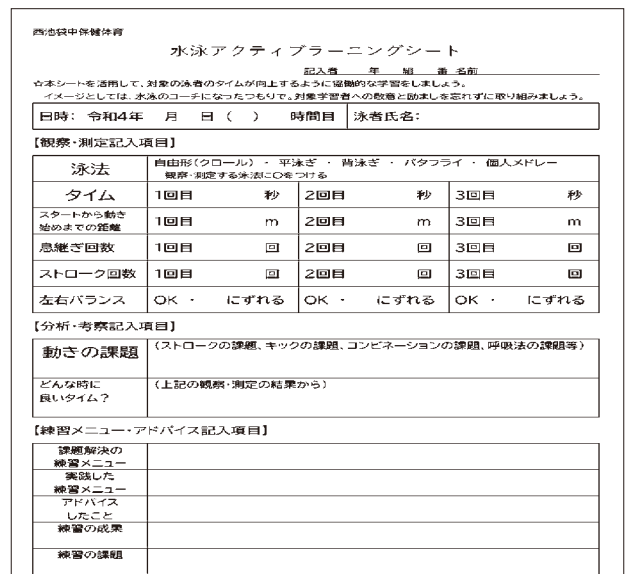 西池袋中保健体育
水泳アクティブラーニングシート
記入者　　年　　組　　番　名前
☆本シートを活用して、対象の泳者のタイムが向上するように協働的な学習をしましょう。
イメージとしては、水泳のコーチになったつもりで。対象学習者への敬意と励ましを忘れずに取り組みましょう。
日時：令和4年　　月　　日（　　）　　時間目　泳者氏名：
【観察・測定記入項目】
泳法　自由形(クロール)　・　平泳ぎ　・　背泳ぎ　・　バタフライ　・　個人メドレー
観察・測定する泳法に○をつける
タイム　1回目　秒　2回目　秒　3回目　秒
スタートから動き
始めまでの距離　1回目　m　2回目　m　3回目　m
息継ぎ回数　1回目　回　2回目　回　3回目　回
ストローク回数　1回目　回　2回目　回　3回目　回
左右バランス　OK　・　にずれる　OK　・　にずれる　OK　・　にずれる
【分析・考察記入項目】
動きの課題　（ストロークの課題、キックの課題、コンビネーションの課題、呼吸法の課題等）
どんな時に　（上記の観察・測定の結果から）
良いタイム？
【練習メニュー・アドバイス記入項目】
課題解決の
練習メニュー
実践した
練習メニュー
アドバイス
したこと
練習の成果
練習の課題